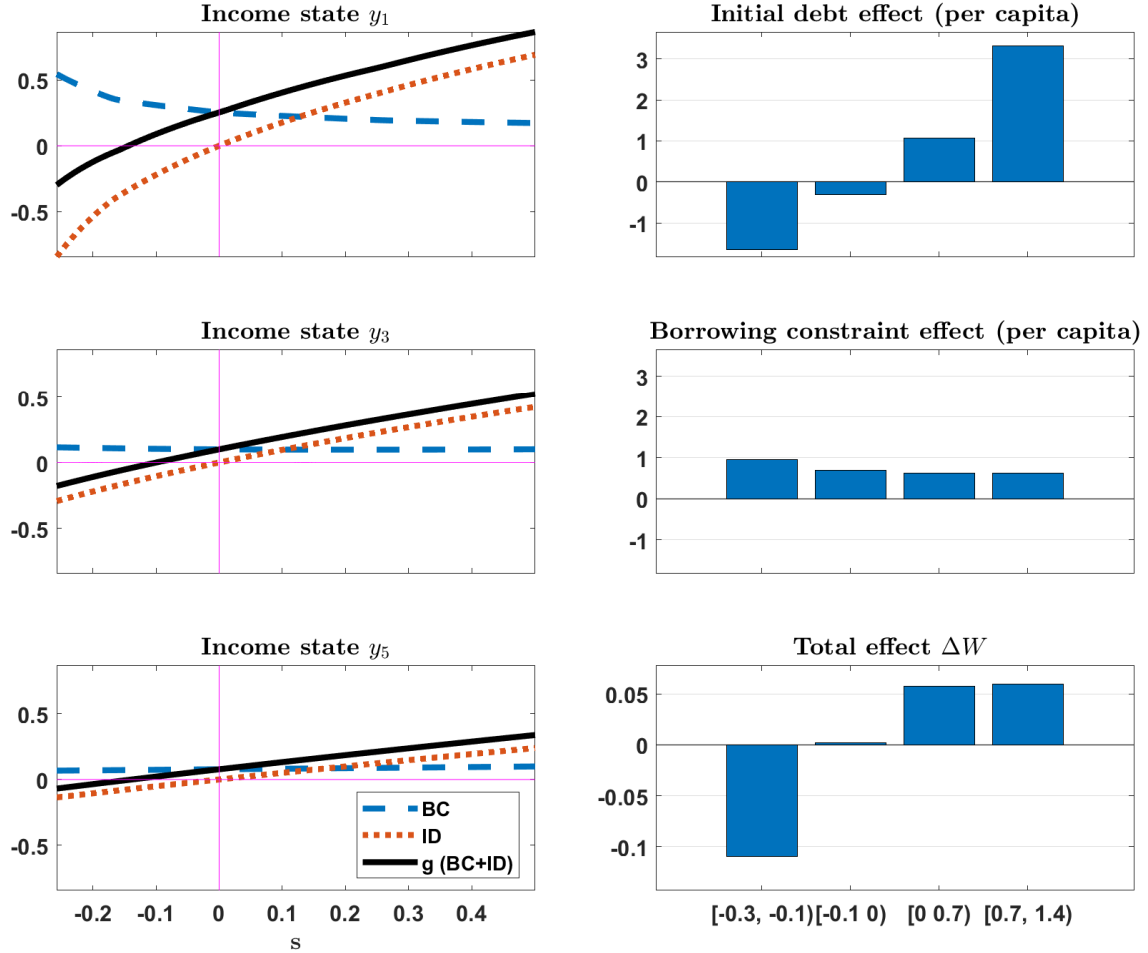 Income state y1
0.5
0
-0.5
Initial debt effect (per capita)
3
2
1
0
-1
Income state y3
0.5
0
-0.5
Borrowing constraint effect (per capita)
3
2
1
0
-1
Income state y5
0.5
0
-0.5
BC
ID
g (BC+ID)
-0.2 -0.1 0 0.1 0.2 0.3 0.4
s
Total effect ΔW
0.05
0
-0.05
-0.1
[-0.3, -0.1) [-0.1 0) [0 0.7) [0.7, 1.4)